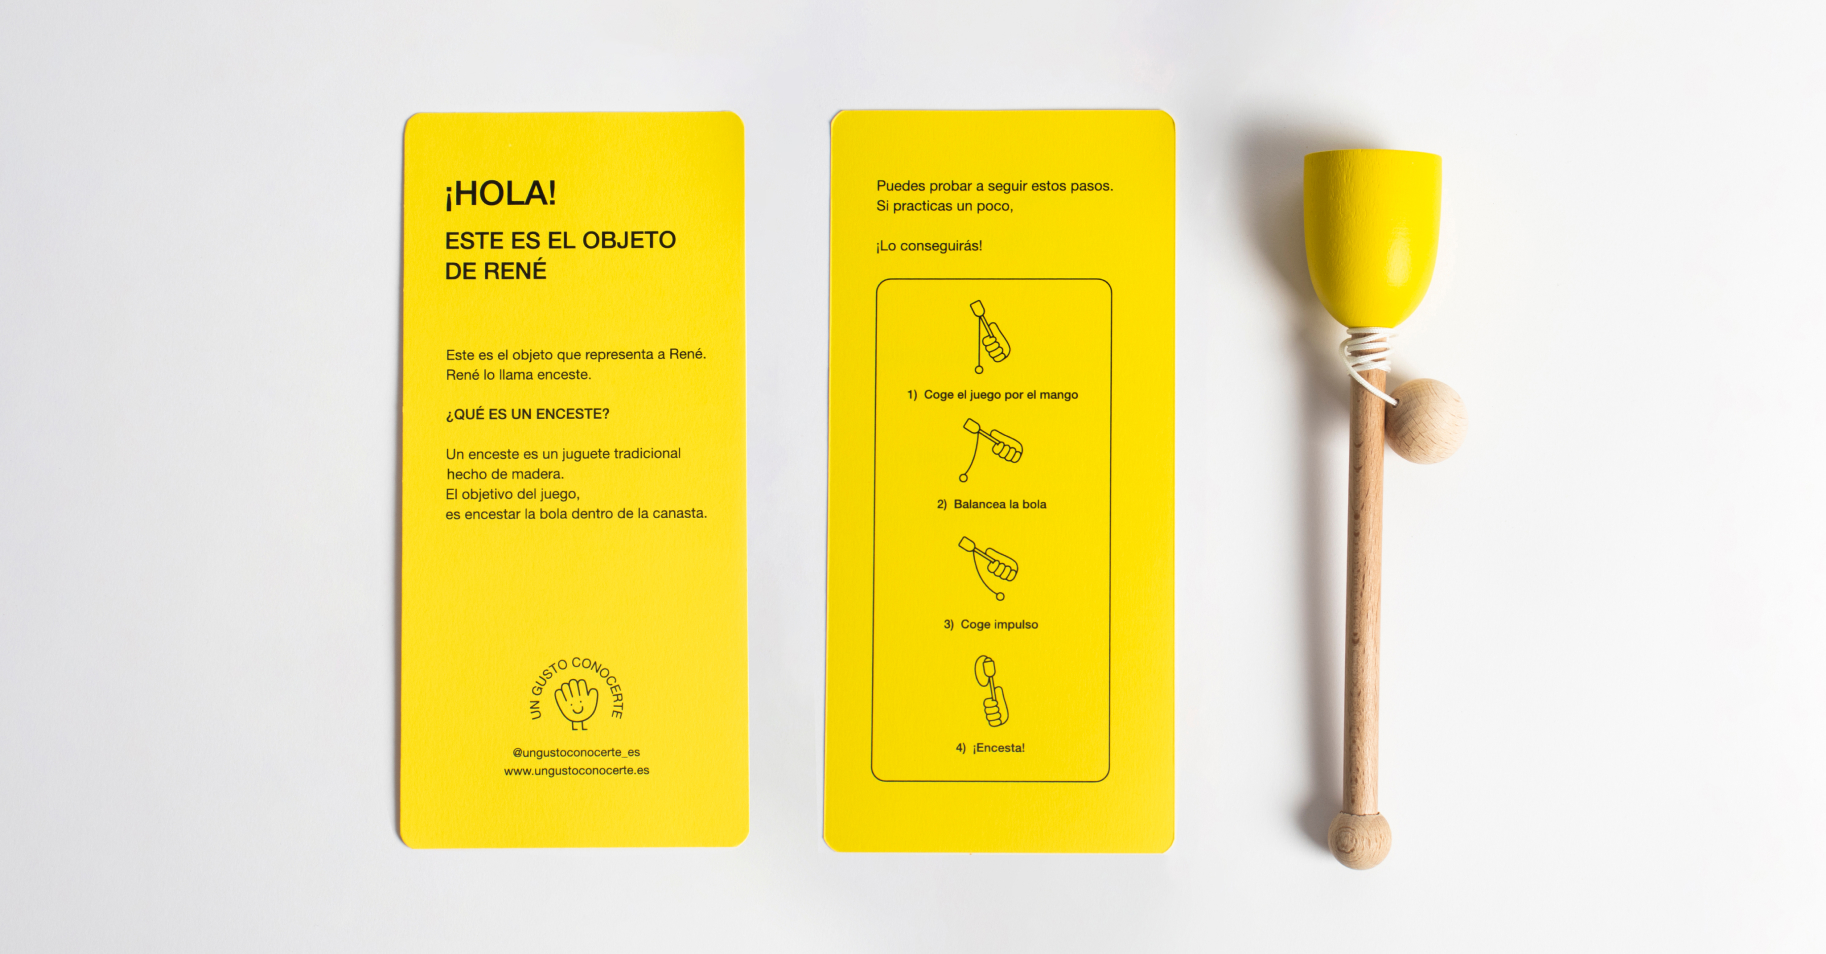 ¡HOLA!
ESTE ES EL OBJETO
DE RENÉ
Este es el objeto que representa a René.
René lo llama enceste.
¿QUÉ ES UN ENCESTE?
Un enceste es un juguete tradicional
hecho de madera.
El objetivo del juego,
es encestar la bola dentro de la canasta.
UN GUSTO CONOCERTE
@ungustoconocerte_es
www.ungustoconocerte.es
Puedes probar a seguir estos pasos.
Si practicas un poco,
¡Lo conseguirás!
1) Coge el juego por el mango
2) Balancea la bola
3) Coge impulso
4) ¡Encesta!